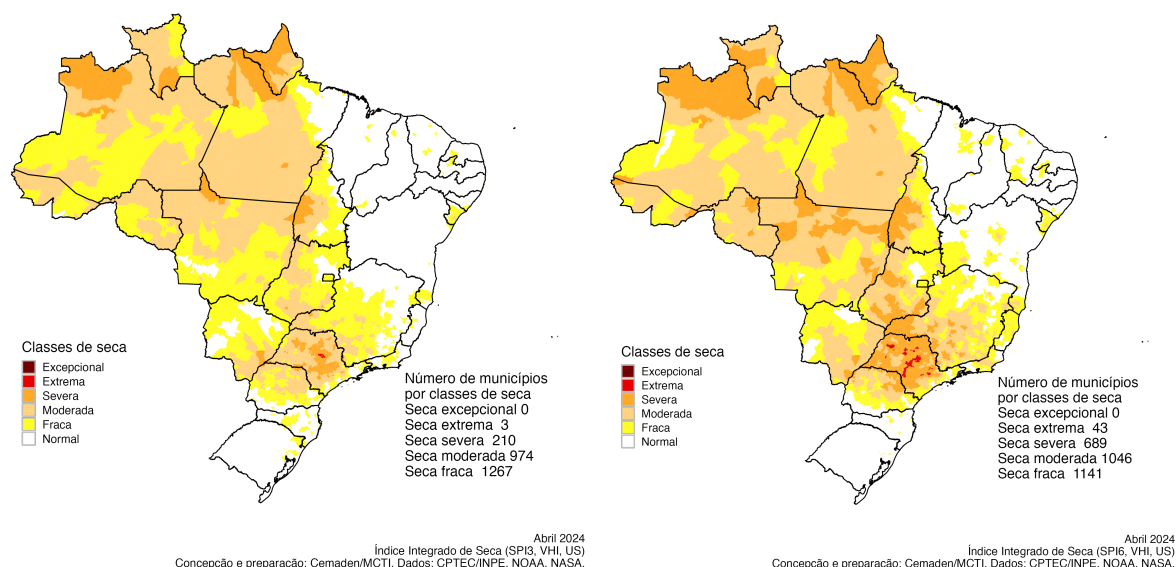 Classes de seca
Excepcional
Extrema
Severa
Moderada
Fraca
Normal
Número de municípios
por classes de seca
Seca excepcional 0
Seca extrema 3
Seca severa 210
Seca moderada 974
Seca fraca 1267
Abril 2024
Índice Integrado de Seca (SPI3, VHI, US)
Concepção e preparação: Cemaden/MCTI. Dados: CPTEC/INPE, NOAA, NASA.
Classes de seca
Excepcional
Extrema
Severa
Moderada
Fraca
Normal
Número de municípios
por classes de seca
Seca excepcional 0
Seca extrema 43
Seca severa 689
Seca moderada 1046
Seca fraca 1141
Abril 2024
Índice Integrado de Seca (SPI6, VHI, US)
Concepção e preparação: Cemaden/MCTI. Dados: CPTEC/INPE, NOAA, NASA.